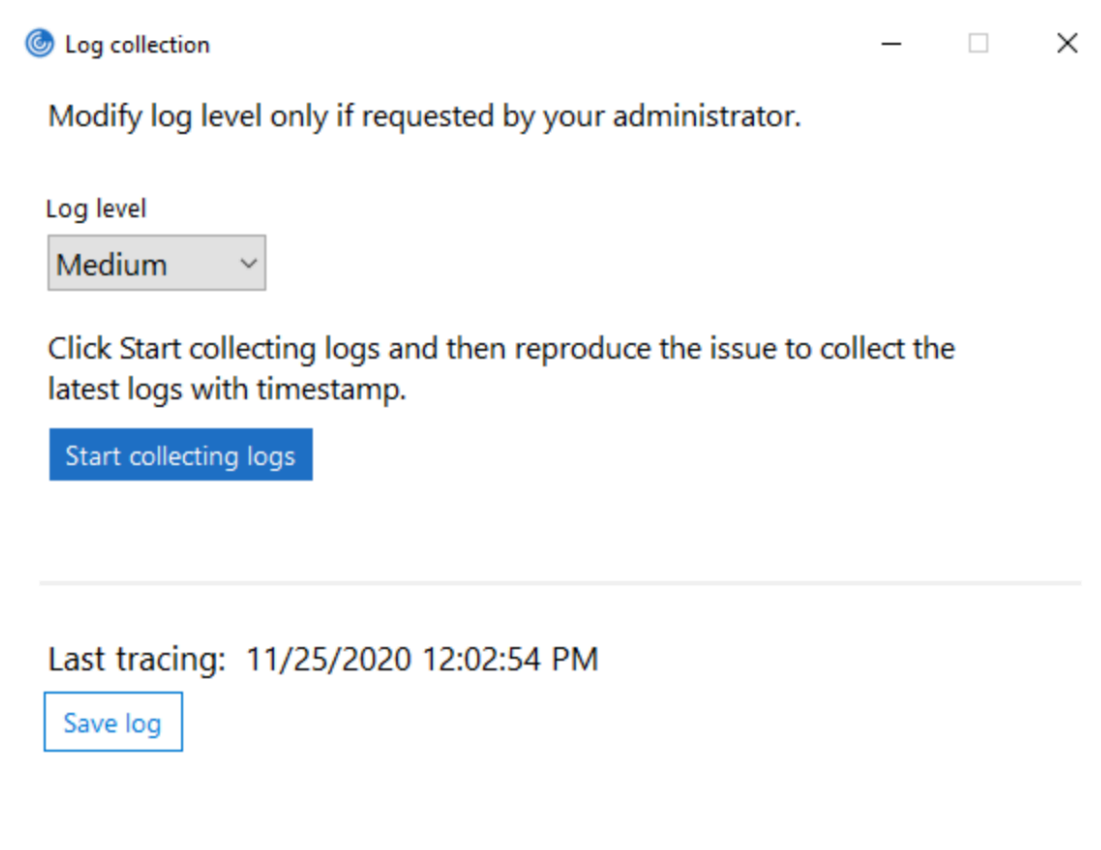 Log collection
Modify log level only if requested by your administrator.
Log level
Medium
Click Start collecting logs and then reproduce the issue to collect the
latest logs with timestamp.
Start collecting logs
Last tracing: 11/25/2020 12:02:54 PM
Save log